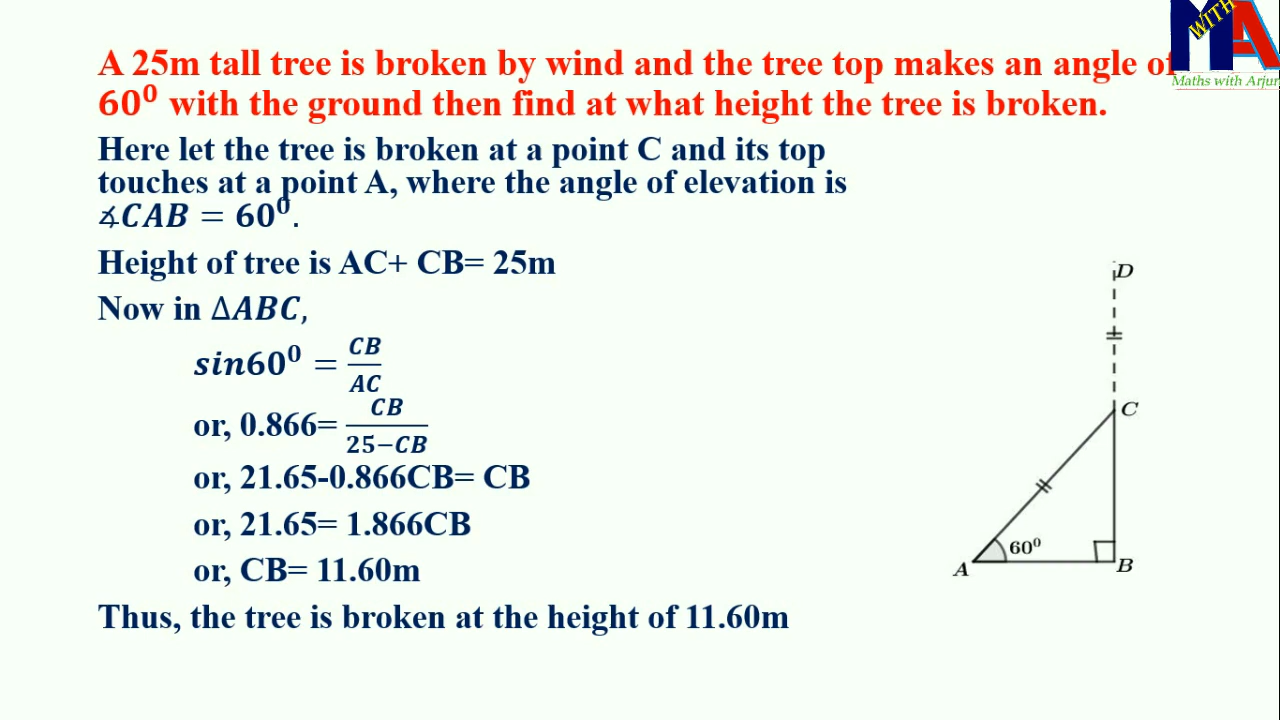 WITH
MA
Maths with Arjun
A 25m tall tree is broken by wind and the tree top makes an angle of
60⁰ with the ground then find at what height the tree is broken.
Here let the tree is broken at a point C and its top
touches at a point A, where the angle of elevation is
∡CAB = 60⁰.
Height of tree is AC+ CB= 25m
Now in ∆ABC,
sin60⁰ = CB/AC
or, 0.866= CB/25−CB
or, 21.65-0.866CB= CB
or, 21.65= 1.866CB
or, CB= 11.60m
Thus, the tree is broken at the height of 11.60m
D
C
60⁰
A
B